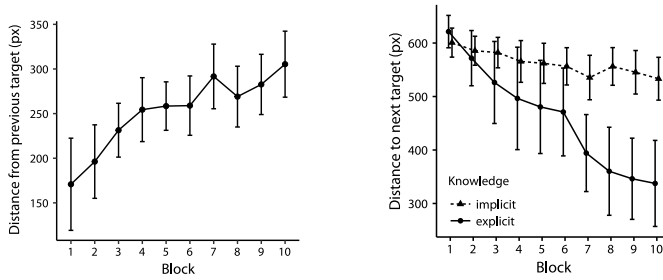 Distance from previous target (px)
350
300
250
200
150
1 2 3 4 5 6 7 8 9 10
Block
Distance to next target (px)
600
500
400
300
Knowledge
implicit
explicit
1 2 3 4 5 6 7 8 9 10
Block